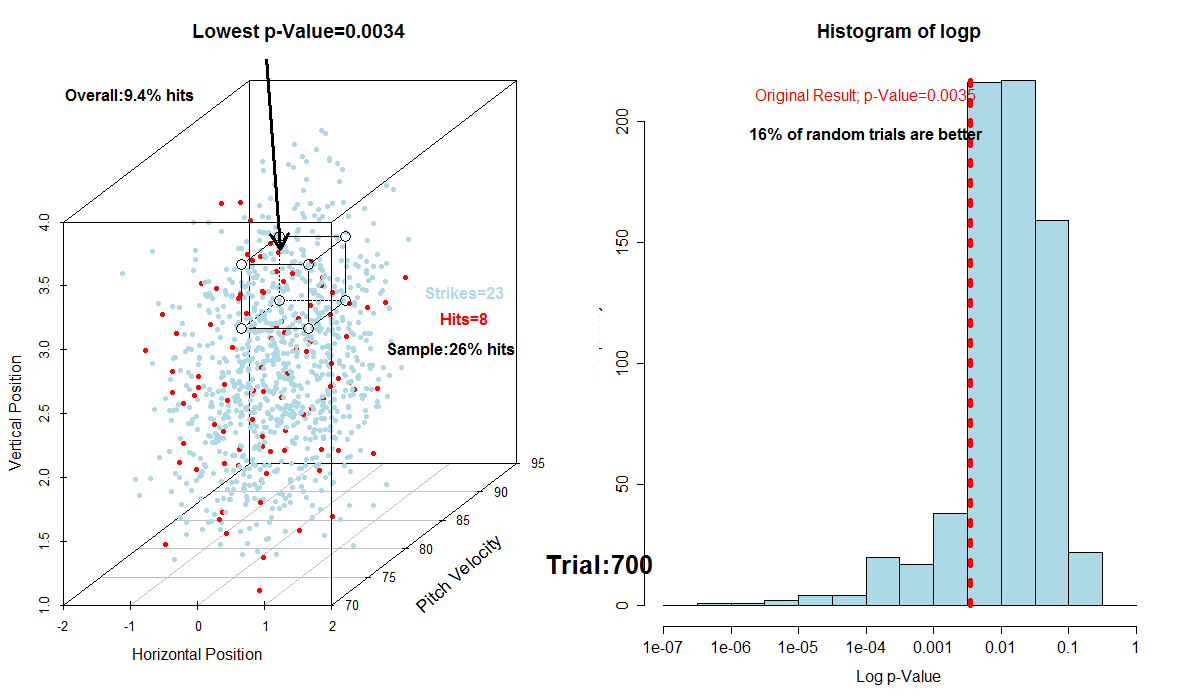 Lowest p-Value=0.0034
Overall:9.4% hits
Strikes=23
Hits=8
Sample:26% hits
Vertical Position
4.0
3.5
3.0
2.5
2.0
1.5
1.0
-2
-1
0
1
2
Horizontal Position
70
75
80
85
90
95
Pitch Velocity
Trial:700
Histogram of logp
Original Result; p-Value=0.0035
16% of random trials are better
200
150
100
50
0
1e-07
1e-06
1e-05
1e-04
0.001
0.01
0.1
1
Log p-Value